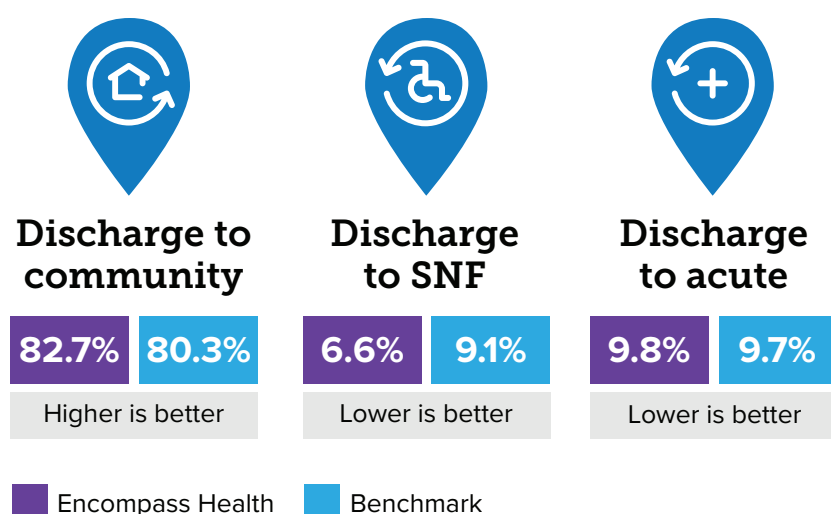 Discharge to
community
82.7% 80.3%
Higher is better
Discharge
to SNF
6.6% 9.1%
Lower is better
Discharge
to acute
9.8% 9.7%
Lower is better
Encompass Health
Benchmark